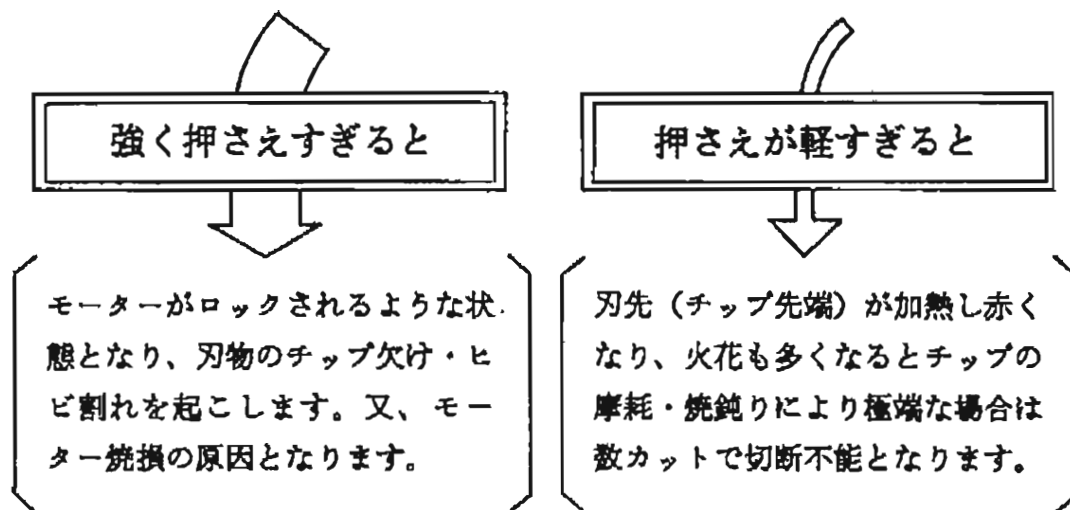 強く押さえすぎると
モーターがロックされるような状
態となり、刃物のチップ欠け・ヒ
ビ割れを起こします。又、モー
ター焼損の原因となります。
押さえが軽すぎると
刃先（チップ先端）が加熱し赤く
なり、火花も多くなるとチップの
摩耗・焼鈍りにより極端な場合は
数カットで切断不能となります。